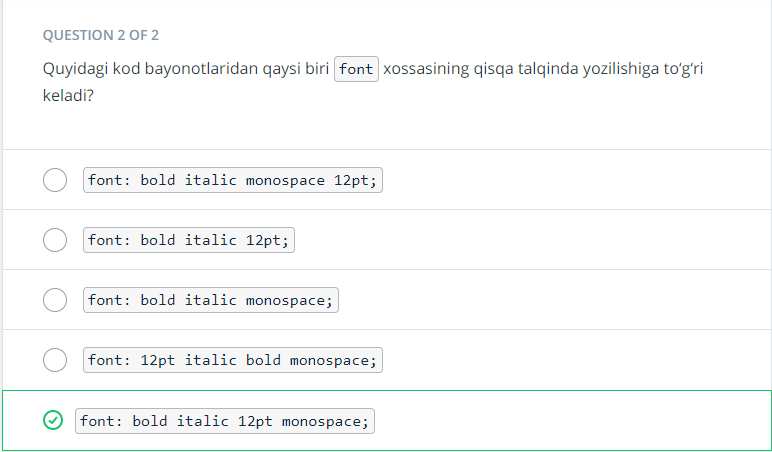 QUESTION 2 OF 2
Quyidagi kod bayonotlaridan qaysi biri font xossasining qisqa talqinda yozilishiga to‘g‘ri
keladi?
font: bold italic monospace 12pt;
font: bold italic 12pt;
font: bold italic monospace;
font: 12pt italic bold monospace;
font: bold italic 12pt monospace;